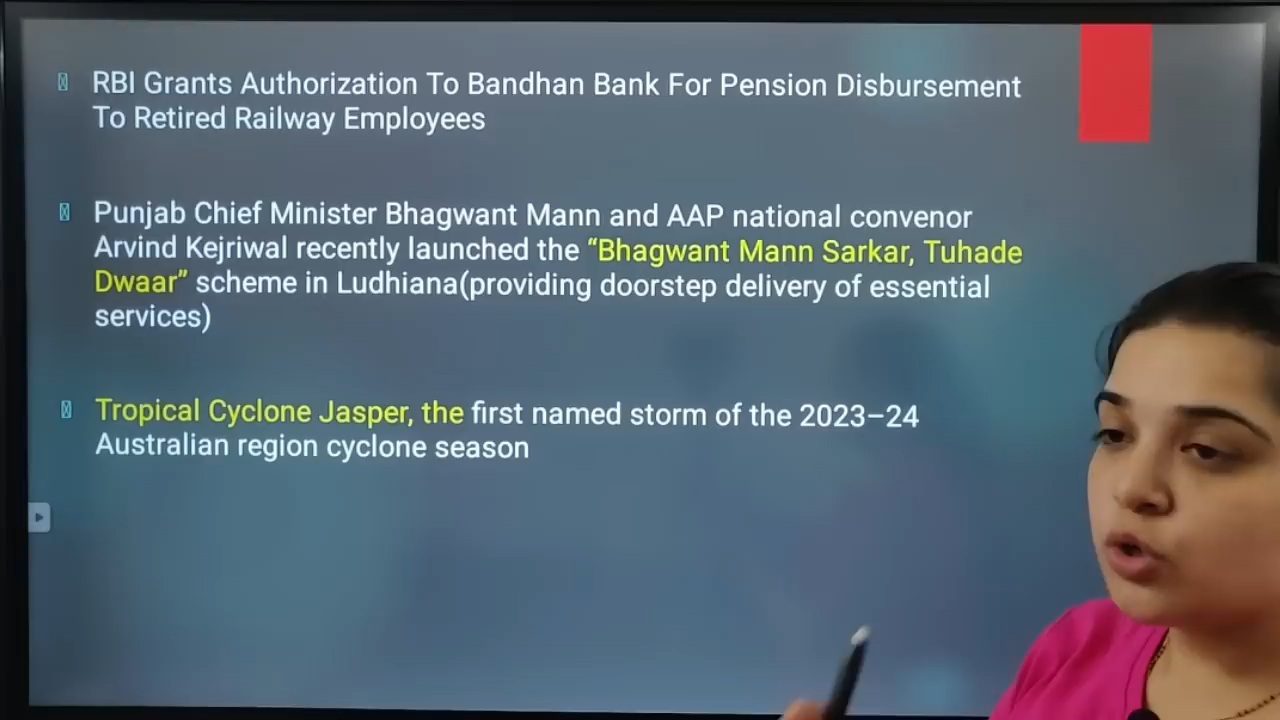 RBI Grants Authorization To Bandhan Bank For Pension Disbursement
To Retired Railway Employees
Punjab Chief Minister Bhagwant Mann and AAP national convenor
Arvind Kejriwal recently launched the “Bhagwant Mann Sarkar, Tuhade
Dwaar” scheme in Ludhiana(providing doorstep delivery of essential
services)
Tropical Cyclone Jasper, the first named storm of the 2023–24
Australian region cyclone season